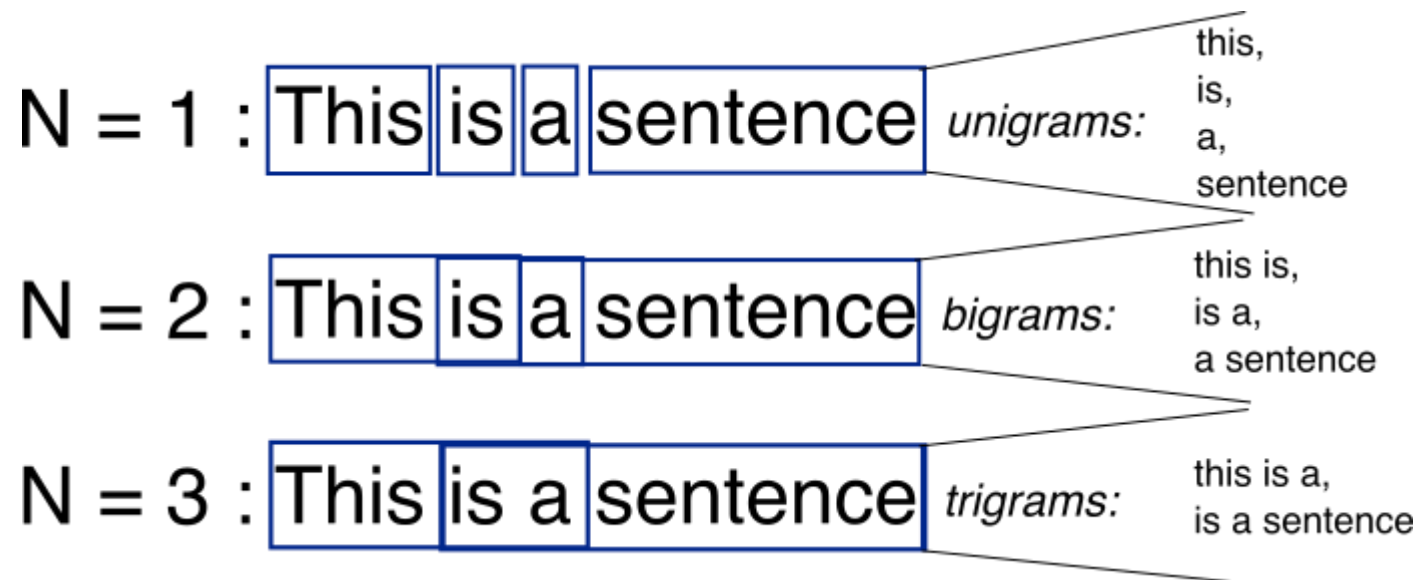 N = 1 : This is a sentence unigrams:
this,
is,
a,
sentence
N = 2 : This is a sentence bigrams:
this is,
is a,
a sentence
N = 3 : This is a sentence trigrams:
this is a,
is a sentence